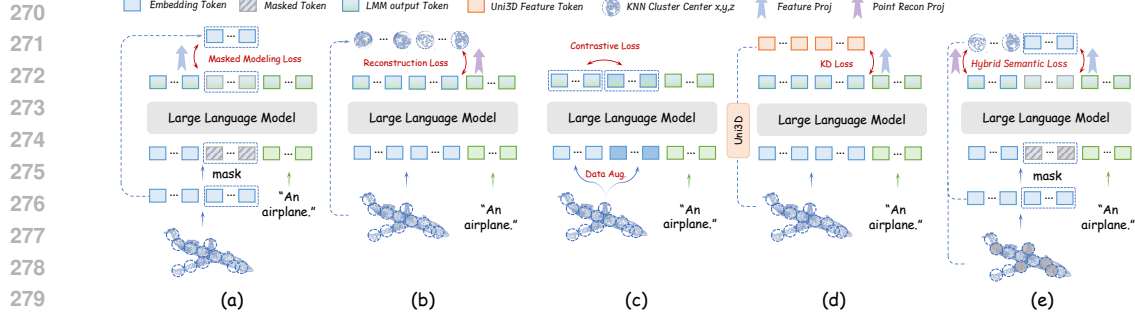 270
Embedding Token Masked Token LMM output Token Uni3D Feature Token KNN Cluster Center x,y,z Feature Proj Point Recon Proj
271
Masked Modeling Loss
Reconstruction Loss
Contrastive Loss
KD Loss
Hybrid Semantic Loss
272
273
Large Language Model
Large Language Model
Large Language Model
Uni3D
Large Language Model
Large Language Model
274
275
mask
Data Aug.
mask
276
"An
airplane."
"An
airplane."
"An
airplane."
"An
airplane."
"An
airplane."
277
278
279
(a) (b) (c) (d) (e)